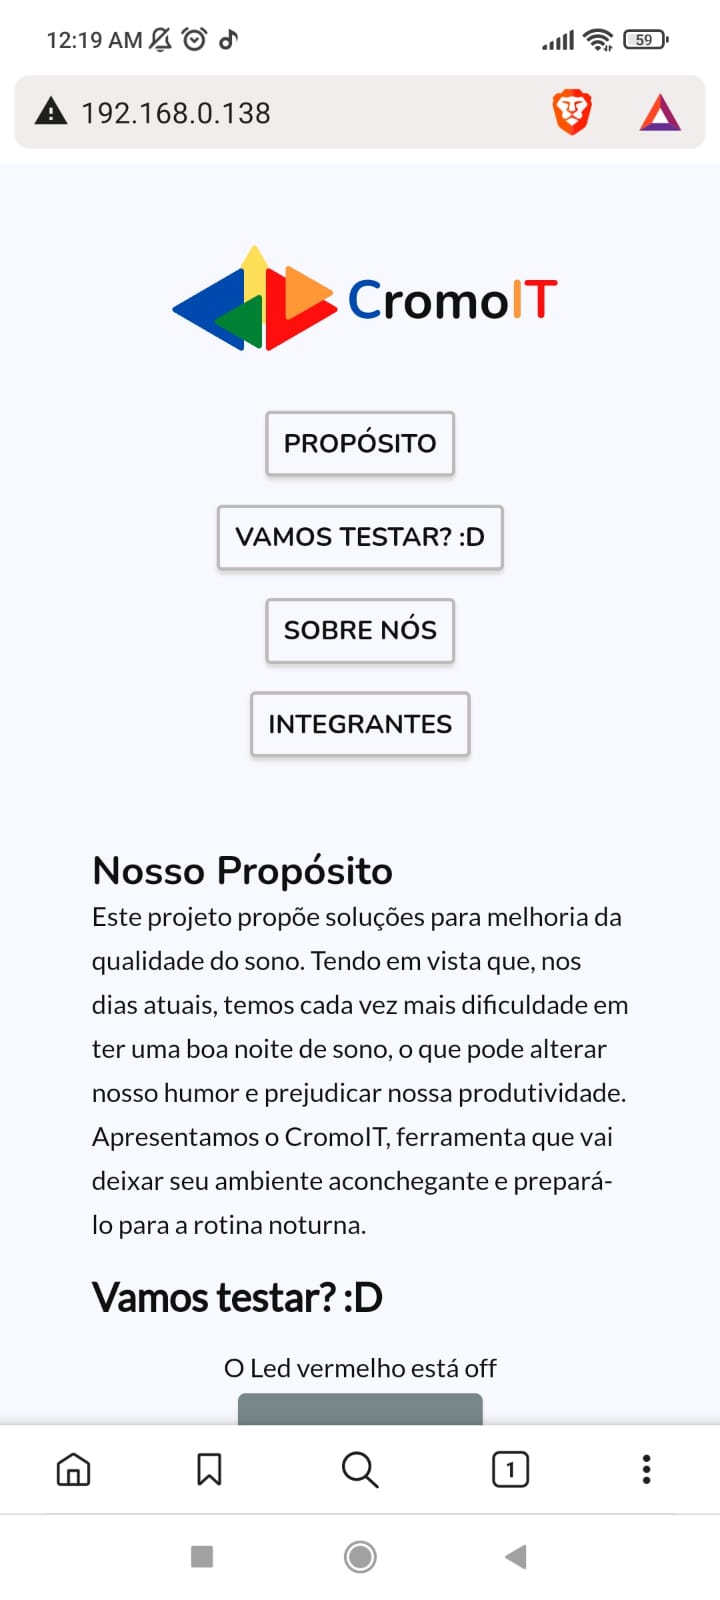 12:19 AM
59
192.168.0.138
CromoIT
PROPÓSITO
VAMOS TESTAR? :D
SOBRE NÓS
INTEGRANTES
Nosso Propósito
Este projeto propõe soluções para melhoria da
qualidade do sono. Tendo em vista que, nos
dias atuais, temos cada vez mais dificuldade em
ter uma boa noite de sono, o que pode alterar
nosso humor e prejudicar nossa produtividade.
Apresentamos o CromoIT, ferramenta que vai
deixar seu ambiente aconchegante e prepará-
lo para a rotina noturna.
Vamos testar? :D
O Led vermelho está off
1